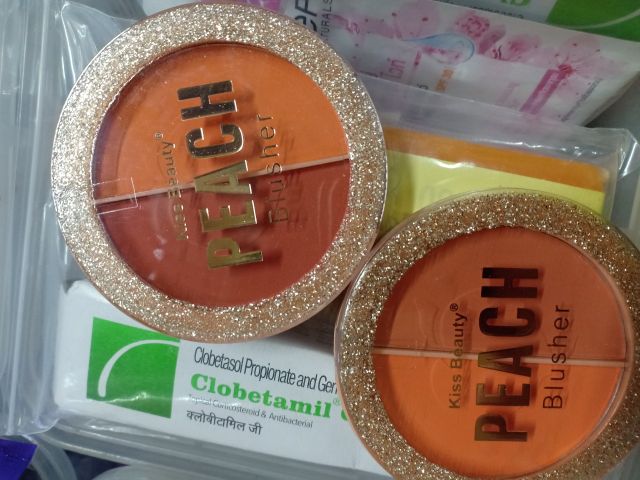 Kiss Beauty®
PEACH
Blusher
Kiss Beauty®
PEACH
Blusher
Clobetasol Propionate and Gen
Clobetamil®
Topical Corticosteroid & Antibacterial
क्लोबीटामिल जी